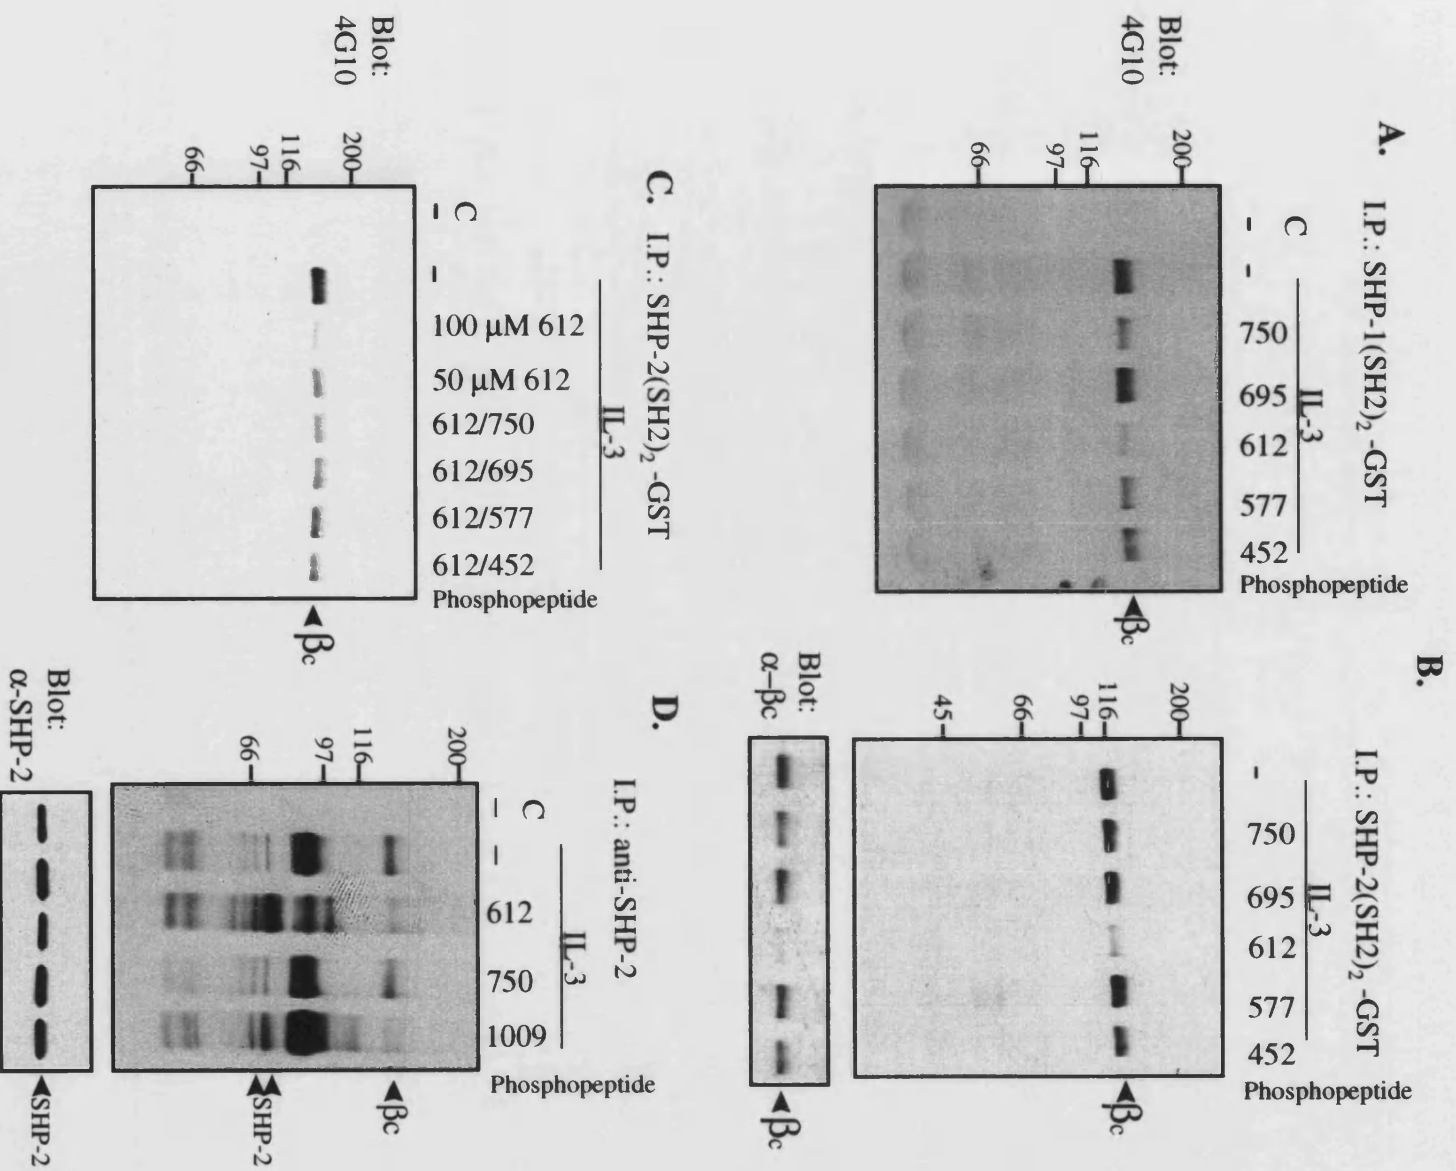 A.
I.P.: SHP-1(SH2)2 -GST
IL-3
C
- - 750 695 612 577 452
Phosphopeptide
200
116
97
66
Blot:
4G10
βc
B.
I.P.: SHP-2(SH2)2 -GST
IL-3
- 750 695 612 577 452
Phosphopeptide
200
116
97
66
45
βc
Blot:
α-βc
βc
C.
I.P.: SHP-2(SH2)2 -GST
IL-3
C
- - 100 μM 612 50 μM 612 612/750 612/695 612/577 612/452
Phosphopeptide
200
116
97
66
Blot:
4G10
βc
D.
I.P.: anti-SHP-2
IL-3
C
- - 612 750 1009
Phosphopeptide
200
116
97
66
βc
SHP-2
Blot:
α-SHP-2
SHP-2